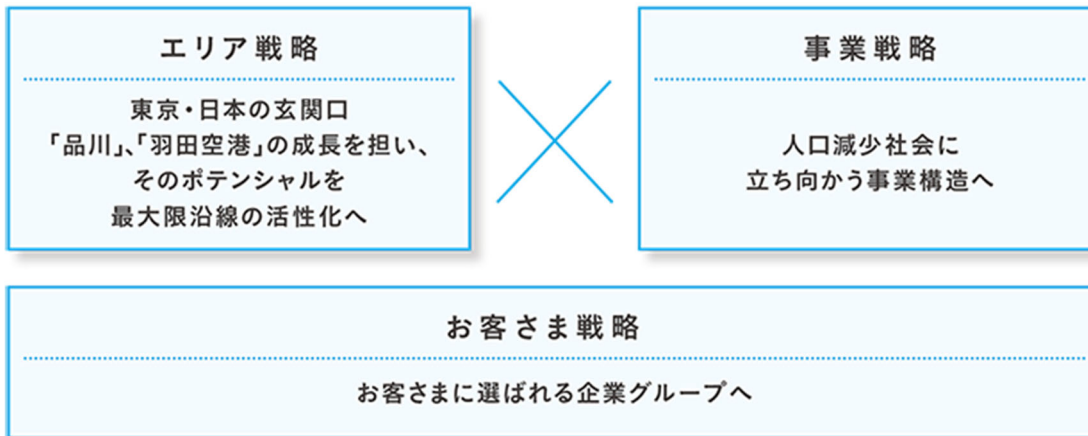 エリア戦略
東京・日本の玄関口
「品川」、「羽田空港」の成長を担い、
そのポテンシャルを
最大限沿線の活性化へ
事業戦略
人口減少社会に
立ち向かう事業構造へ
お客さま戦略
お客さまに選ばれる企業グループへ